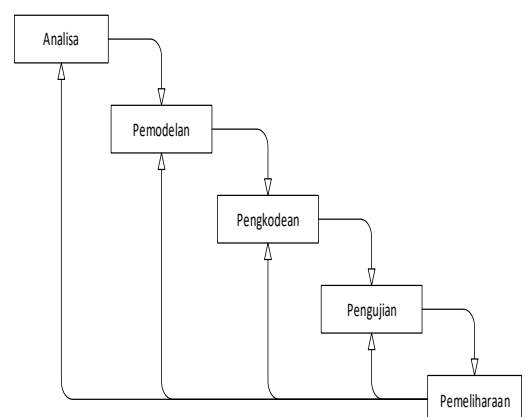 Analisa
Pemodelan
Pengkodean
Pengujian
Pemeliharaan